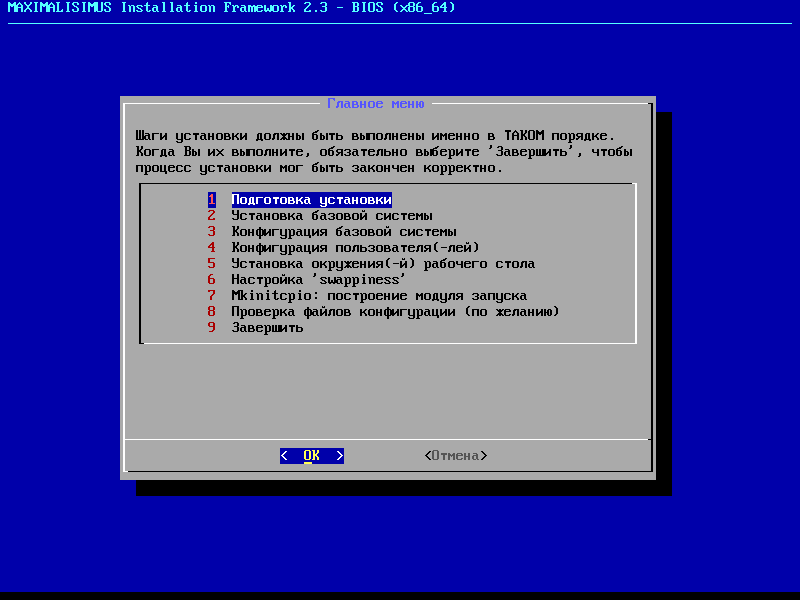 MAXIMALISIMUS Installation Framework 2.3 - BIOS (x86_64)
Главное меню
Шаги установки должны быть выполнены именно в ТАКОМ порядке.
Когда Вы их выполните, обязательно выберите 'Завершить', чтобы
процесс установки мог быть закончен корректно.
1 Подготовка установки
2 Установка базовой системы
3 Конфигурация базовой системы
4 Конфигурация пользователя(-лей)
5 Установка окружения(-й) рабочего стола
6 Настройка 'swappiness'
7 Mkinitcpio: построение модуля запуска
8 Проверка файлов конфигурации (по желанию)
9 Завершить
< OK > <Отмена>